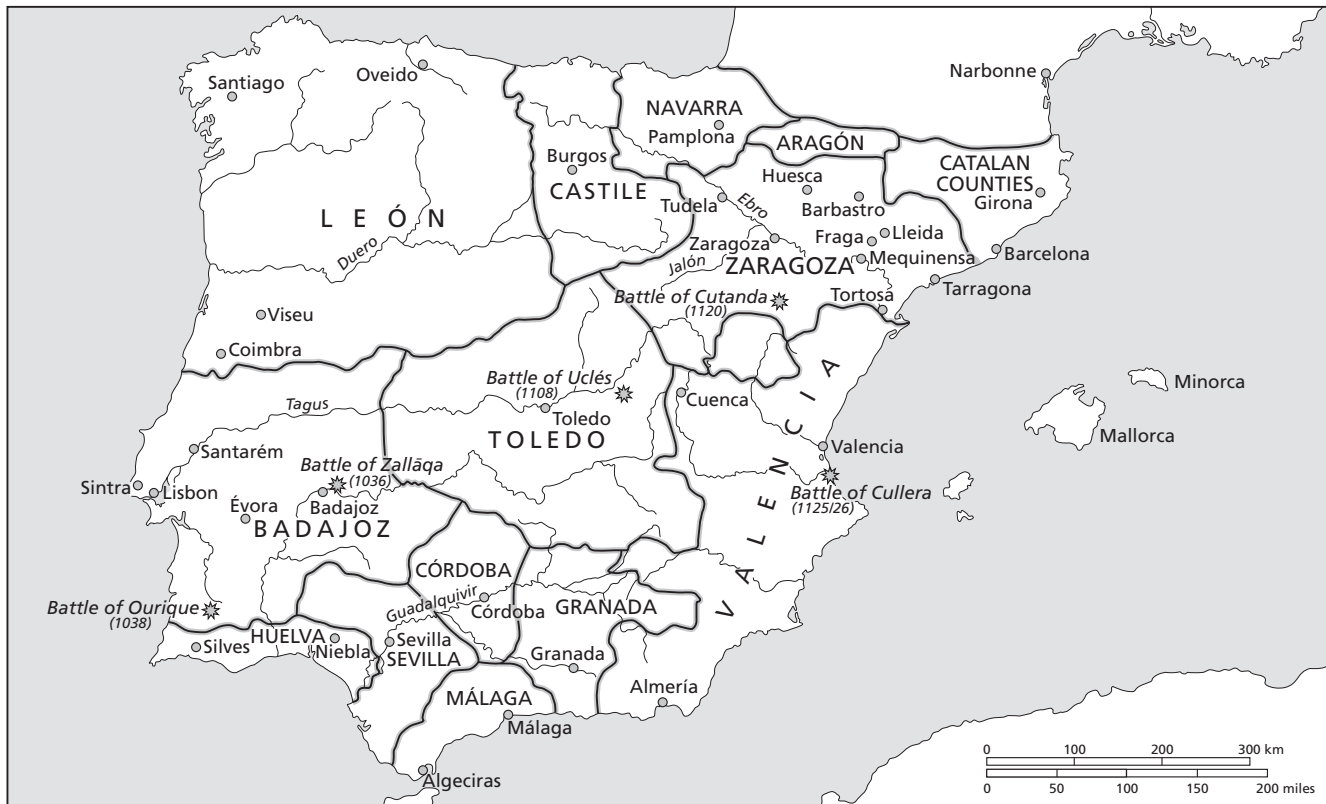 Santiago
Oveido
Narbonne
NAVARRA
Pamplona
ARAGÓN
CATALAN
COUNTIES
Girona
Burgos
CASTILE
Huesca
Barbastro
Tudela
Ebro
LEÓN
Duero
Zaragoza
Fraga
Lleida
Jalón
ZARAGOZA
Mequinensa
Barcelona
Tarragona
Battle of Cutanda
(1120)
Tortosa
Viseu
Coimbra
Battle of Uclés
(1108)
Toledo
TOLEDO
Tagus
Cuenca
VALENCIA
Minorca
Mallorca
Santarém
Battle of Zallāqa
(1036)
Valencia
Sintra
Lisbon
Badajoz
Évora
BADAJOZ
Battle of Cullera
(1125/26)
CÓRDOBA
Guadalquivir
Córdoba
GRANADA
Battle of Ourique
(1038)
HUELVA
Silves
Niebla
Sevilla
SEVILLA
Granada
Almería
MÁLAGA
Málaga
Algeciras
0 100 200 300 km
0 50 100 150 200 miles